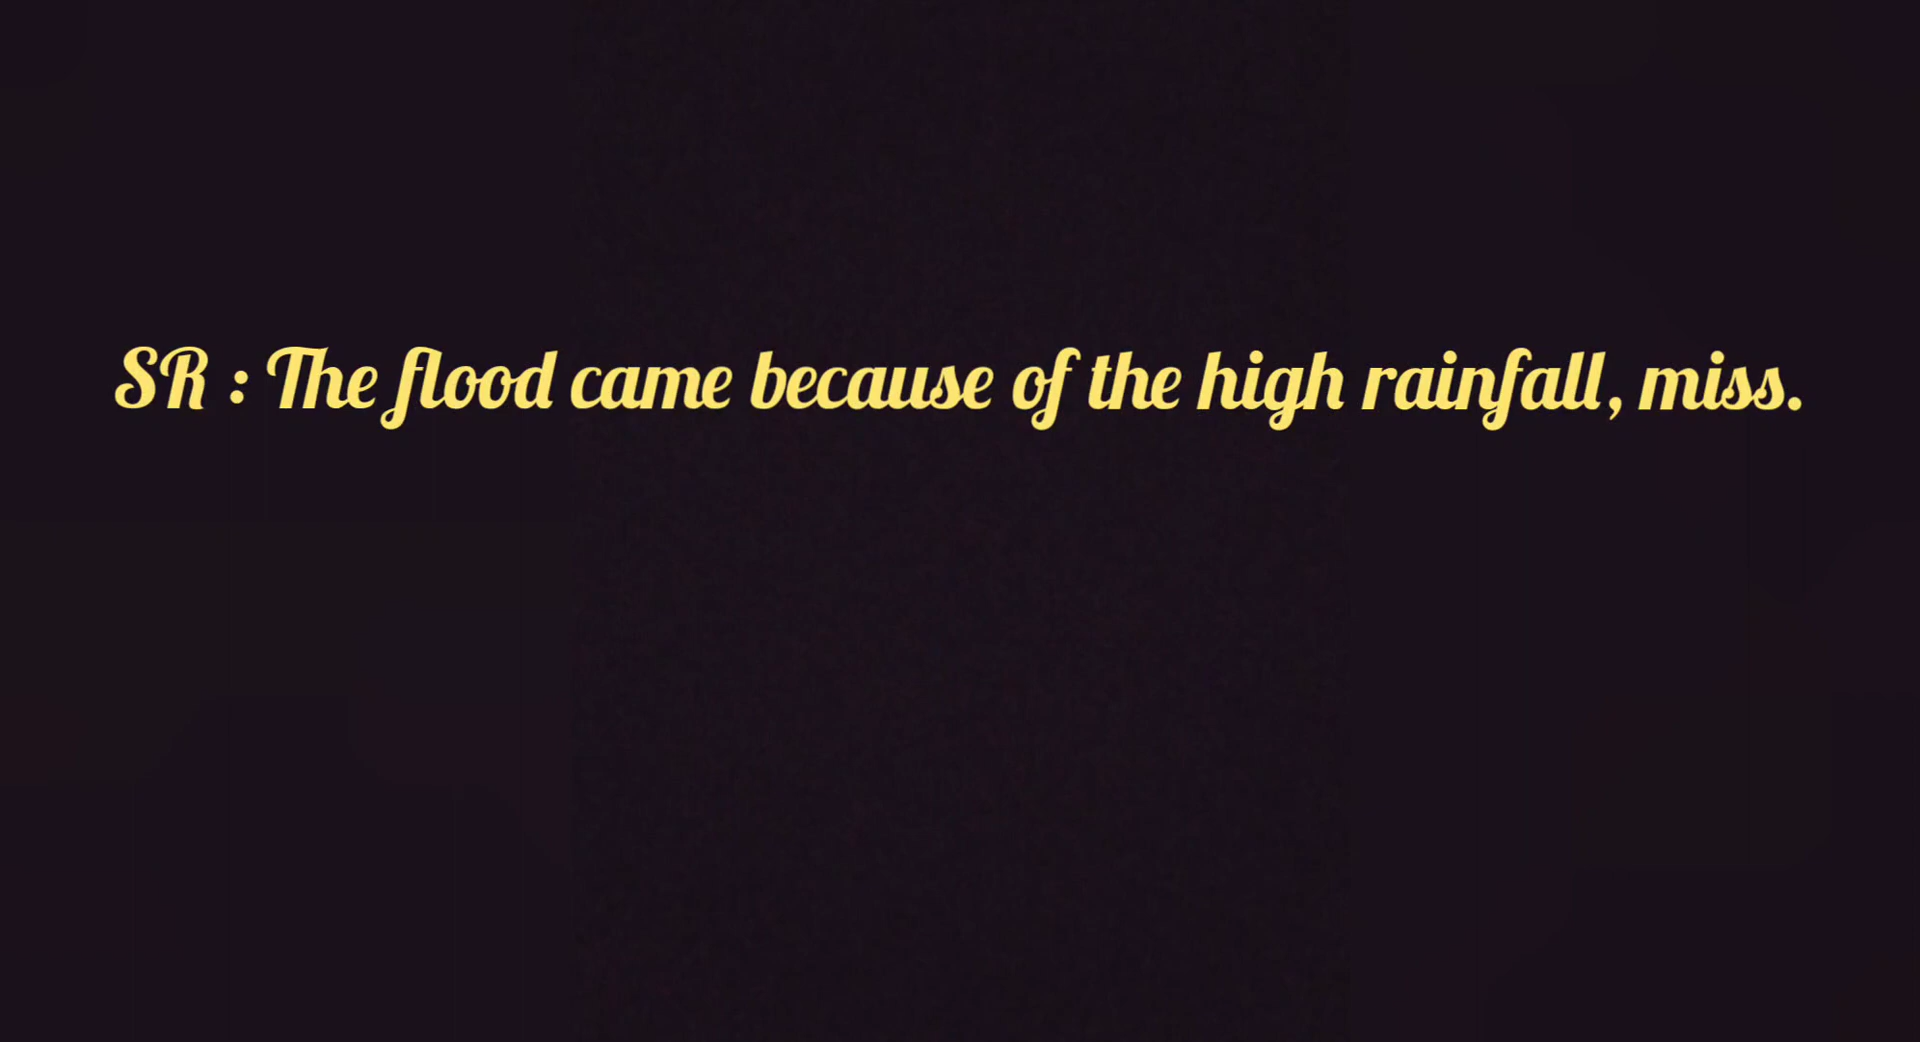 SR : The flood came because of the high rainfall, miss.